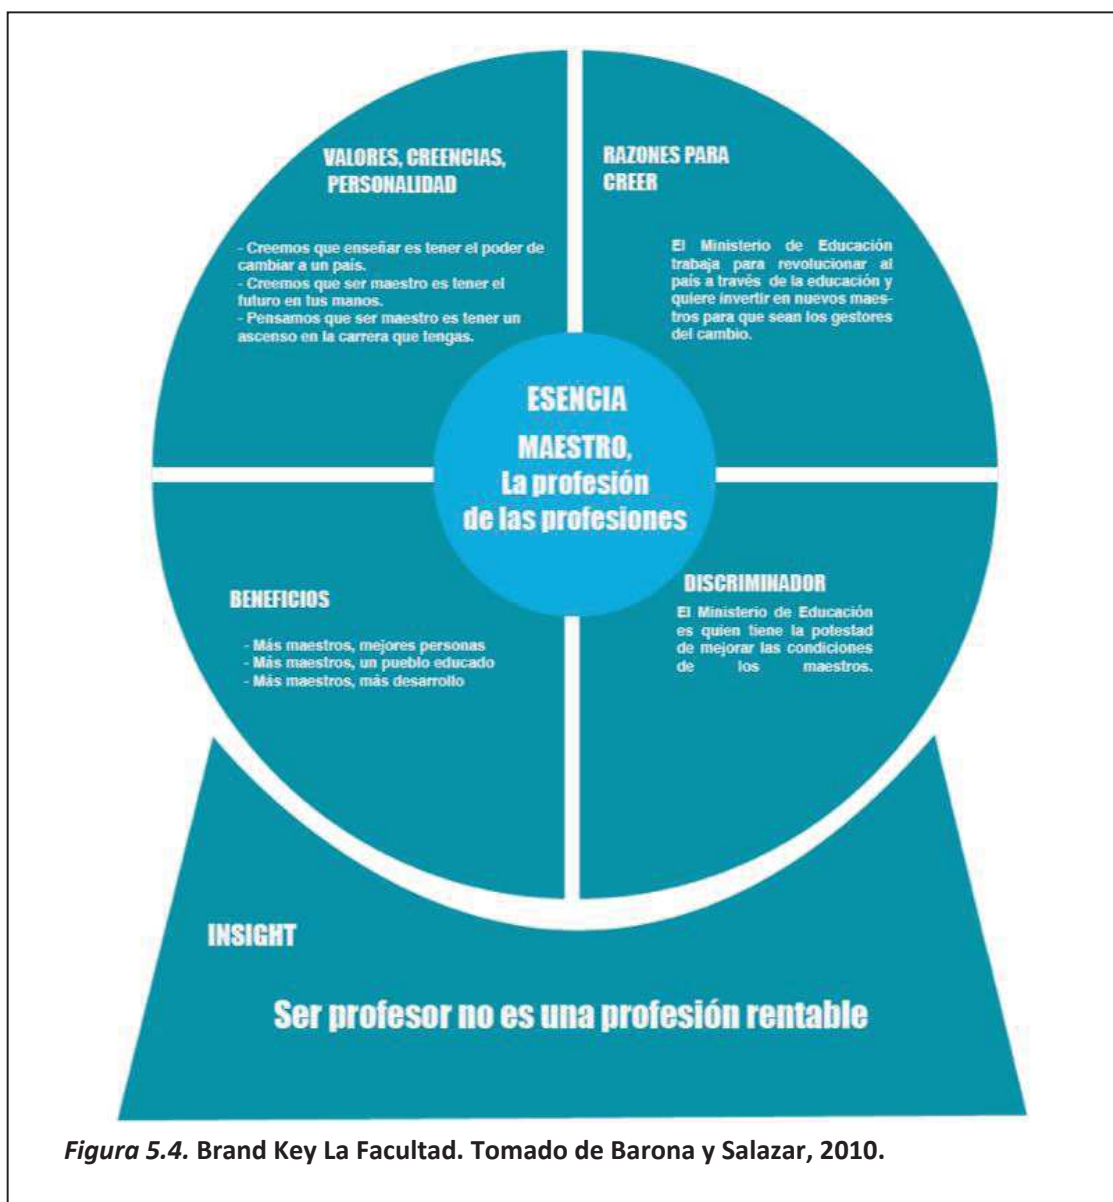 VALORES, CREENCIAS,
PERSONALIDAD
- Creemos que enseñar es tener el poder de
cambiar a un país.
- Creemos que ser maestro es tener el
futuro en tus manos.
- Pensamos que ser maestro es tener un
ascenso en la carrera que tengas.
RAZONES PARA
CREER
El Ministerio de Educación
trabaja para revolucionar al
país a través de la educación y
quiere invertir en nuevos maes-
tros para que sean los gestores
del cambio.
ESENCIA
MAESTRO,
La profesión
de las profesiones
BENEFICIOS
- Más maestros, mejores personas
- Más maestros, un pueblo educado
- Más maestros, más desarrollo
DISCRIMINADOR
El Ministerio de Educación
es quien tiene la potestad
de mejorar las condiciones
de los maestros.
INSIGHT
Ser profesor no es una profesión rentable
Figura 5.4. Brand Key La Facultad. Tomado de Barona y Salazar, 2010.